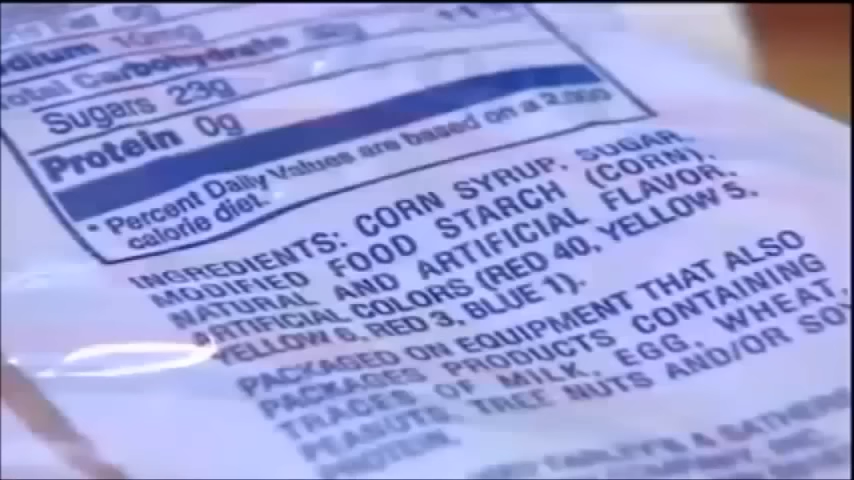 Sodium 10mg
Total Carbohydrate
Sugars 23g
Protein 0g
* Percent Daily Values are based on a 2,000
calorie diet.
INGREDIENTS: CORN SYRUP, SUGAR,
MODIFIED FOOD STARCH (CORN),
NATURAL AND ARTIFICIAL FLAVOR,
ARTIFICIAL COLORS (RED 40, YELLOW 5,
YELLOW 6, RED 3, BLUE 1).
PACKAGED ON EQUIPMENT THAT ALSO
PACKAGES PRODUCTS CONTAINING
TRACES OF MILK, EGG, WHEAT,
PEANUTS, TREE NUTS AND/OR SOY
PROTEIN.